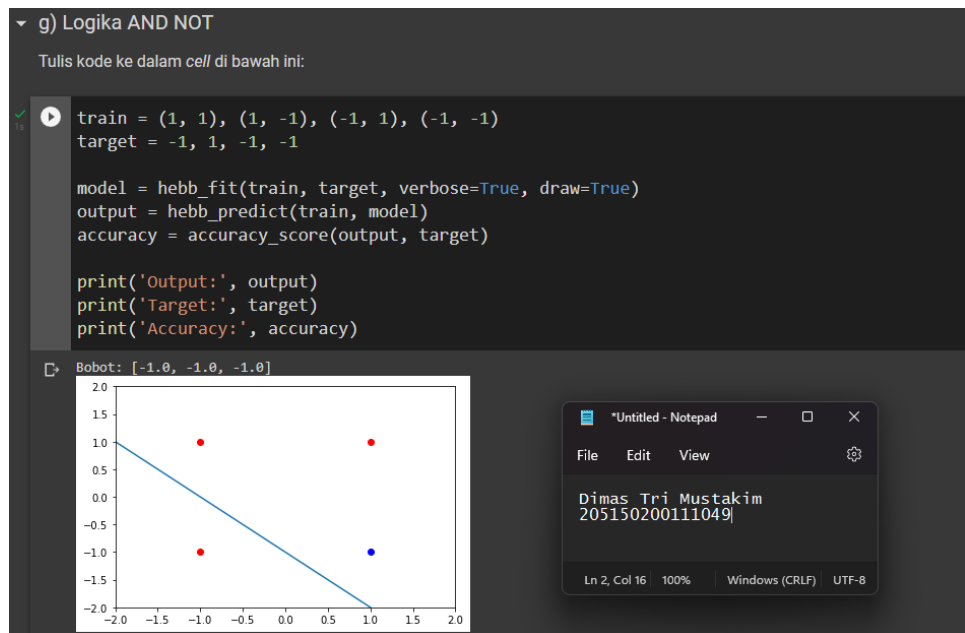 g) Logika AND NOT
Tulis kode ke dalam cell di bawah ini:
1s
train = (1, 1), (1, -1), (-1, 1), (-1, -1)
target = -1, 1, -1, -1
model = hebb_fit(train, target, verbose=True, draw=True)
output = hebb_predict(train, model)
accuracy = accuracy_score(output, target)
print('Output:', output)
print('Target:', target)
print('Accuracy:', accuracy)
Bobot: [-1.0, -1.0, -1.0]
2.0
1.5
1.0
0.5
0.0
−0.5
−1.0
−1.5
−2.0
−2.0 −1.5 −1.0 −0.5 0.0 0.5 1.0 1.5 2.0
*Untitled - Notepad
File Edit View
Dimas Tri Mustakim
205150200111049
Ln 2, Col 16 100% Windows (CRLF) UTF-8